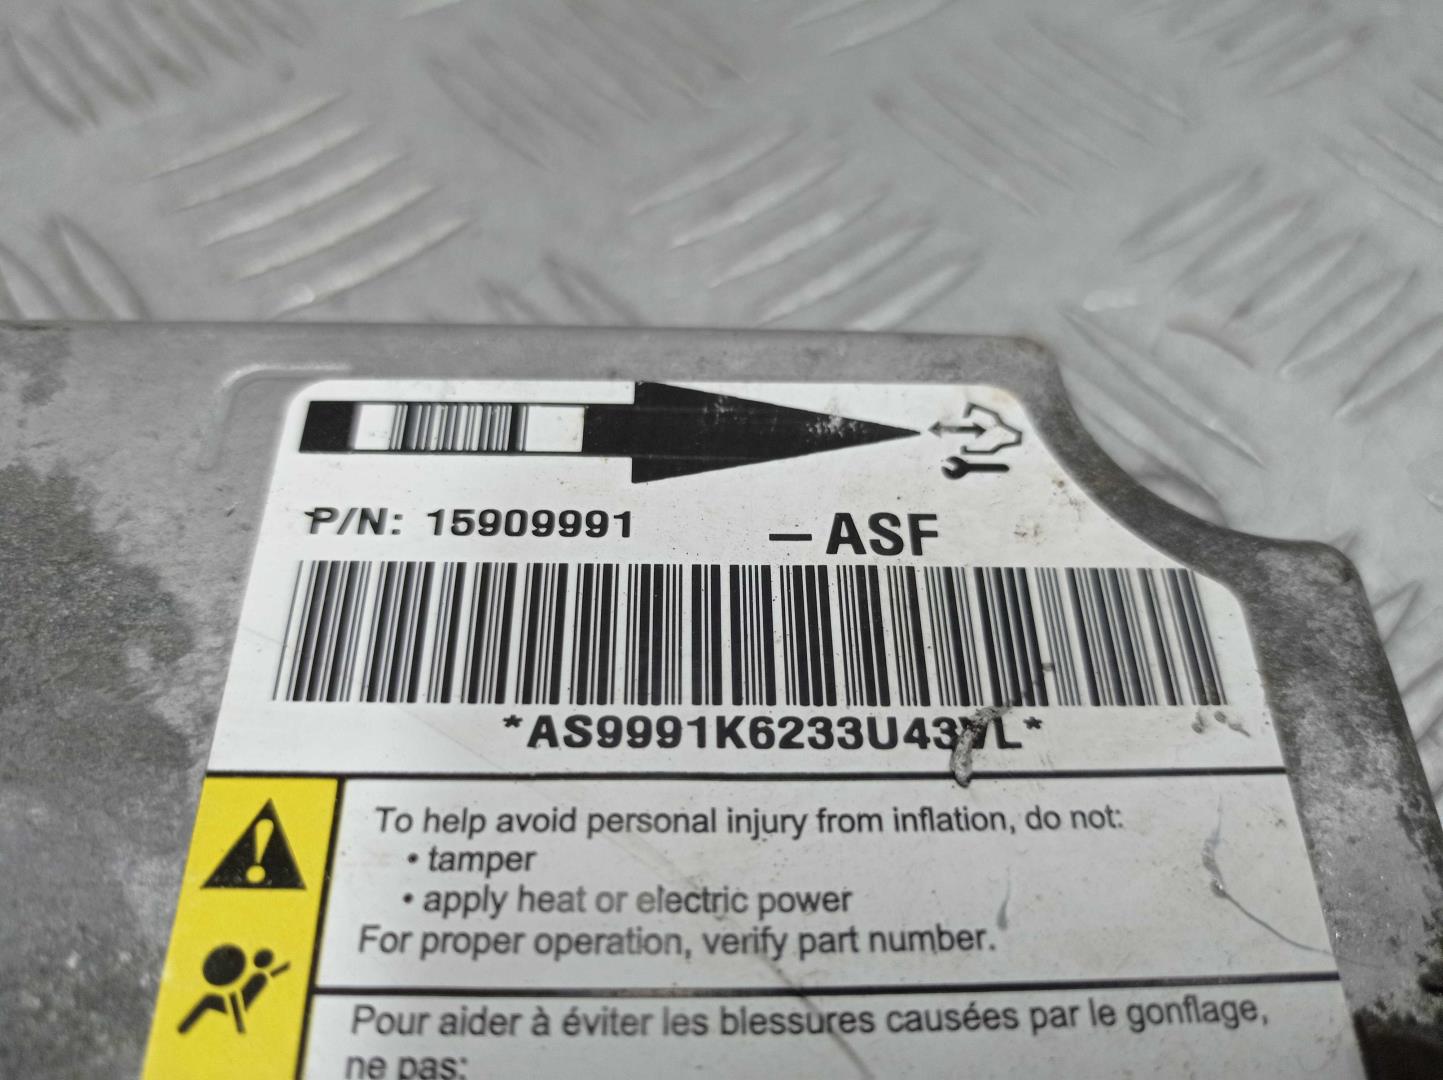 P/N: 15909991 –ASF
To help avoid personal injury from inflation, do not:
• tamper
• apply heat or electric power
For proper operation, verify part number.
Pour aider à éviter les blessures causées par le gonflage,
ne pas: